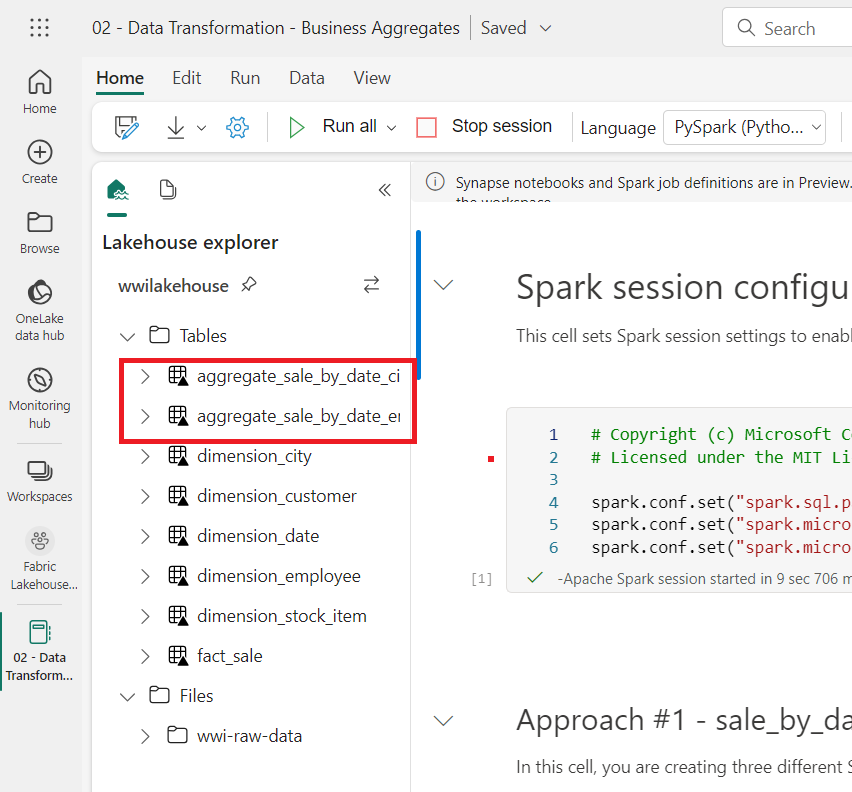 02 - Data Transformation - Business Aggregates
Saved
Search
Home
Edit
Run
Data
View
Run all
Stop session
Language
PySpark (Pytho...
Home
Create
Browse
OneLake
data hub
Monitoring
hub
Workspaces
Fabric
Lakehouse...
02 - Data
Transform...
Lakehouse explorer
wwilakehouse
Tables
aggregate_sale_by_date_ci
aggregate_sale_by_date_
dimension_city
dimension_customer
dimension_date
dimension_employee
dimension_stock_item
fact_sale
Files
wwi-raw-data
Synapse notebooks and Spark job definitions are in Preview.
the workspace
Spark session configu
This cell sets Spark session settings to enabl
1 # Copyright (c) Microsoft C
2 # Licensed under the MIT Li
3
4 spark.conf.set("spark.sql.p
5 spark.conf.set("spark.micro
6 spark.conf.set("spark.micro
[1]
-Apache Spark session started in 9 sec 706 m
Approach #1 - sale_by_da
In this cell, you are creating three different S